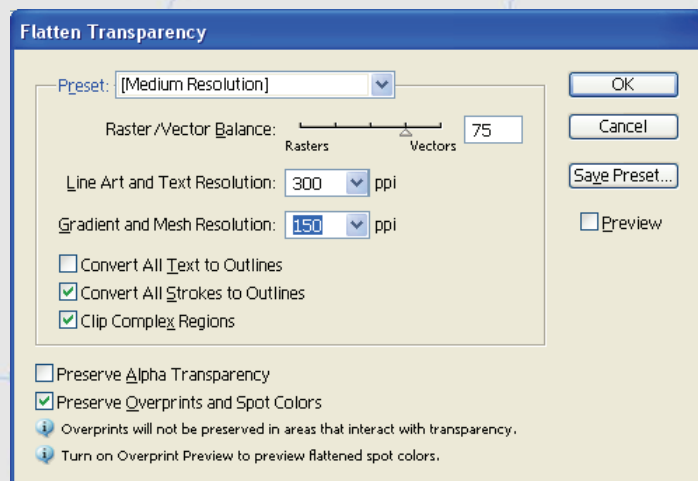 Flatten Transparency
Preset: [Medium Resolution]
OK
Raster/Vector Balance: 75
Cancel
Rasters Vectors
Line Art and Text Resolution: 300 ppi
Save Preset...
Gradient and Mesh Resolution: 150 ppi
Preview
Convert All Text to Outlines
Convert All Strokes to Outlines
Clip Complex Regions
Preserve Alpha Transparency
Preserve Overprints and Spot Colors
Overprints will not be preserved in areas that interact with transparency.
Turn on Overprint Preview to preview flattened spot colors.